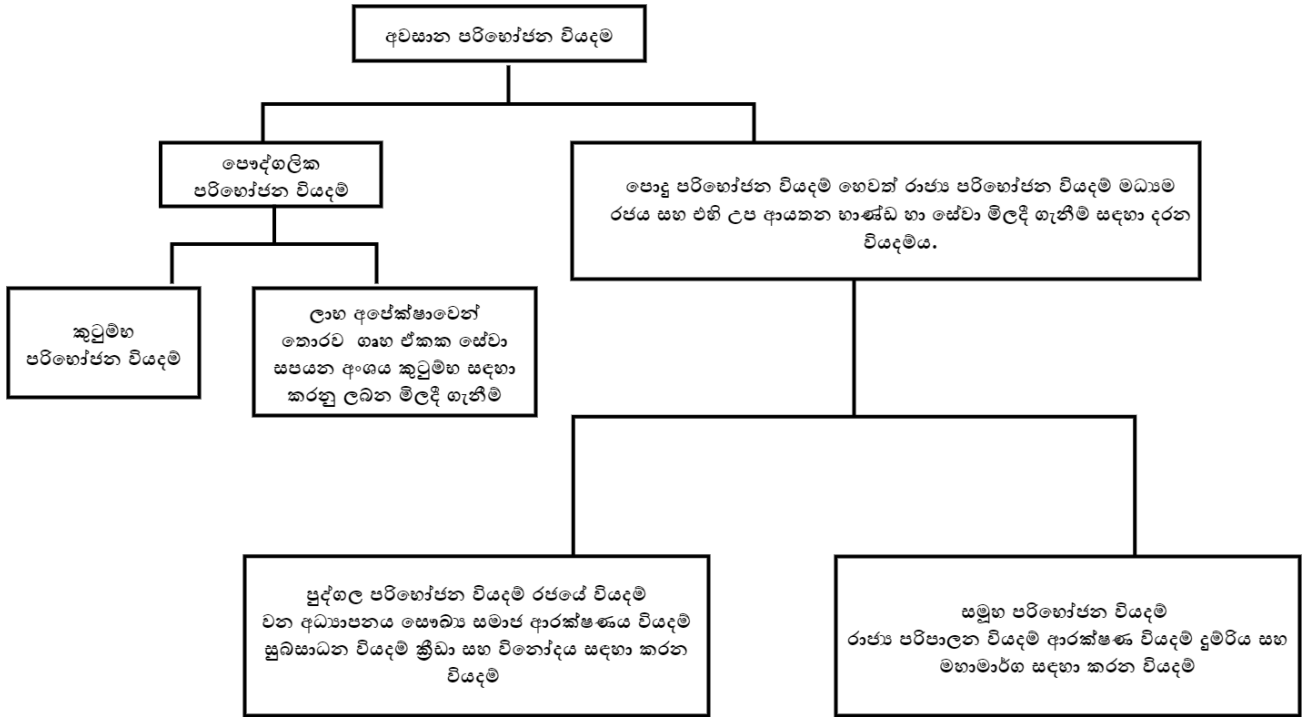 අවසාන පරිභෝජන වියදම
පෞද්ගලික
පරිභෝජන වියදම්
පොදු පරිභෝජන වියදම් හෙවත් රාජ්‍ය පරිභෝජන වියදම් මධ්‍යම
රජය සහ එහි උප ආයතන භාණ්ඩ හා සේවා මිලදී ගැනීම් සඳහා දරන
වියදම්ය.
කුටුම්භ
පරිභෝජන වියදම්
ලාභ අපේක්ෂාවෙන්
තොරව ගෘහ ඒකක සේවා
සපයන අංශය කුටුම්භ සඳහා
කරනු ලබන මිලදී ගැනීම්
පුද්ගල පරිභෝජන වියදම් රජයේ වියදම්
වන අධ්‍යාපනය සෞඛ්‍ය සමාජ ආරක්ෂණය වියදම්
සුබසාධන වියදම් ක්‍රීඩා සහ විනෝදය සඳහා කරන
වියදම්
සමූහ පරිභෝජන වියදම්
රාජ්‍ය පරිපාලන වියදම් ආරක්ෂණ වියදම් දුම්රිය සහ
මහාමාර්ග සඳහා කරන වියදම්